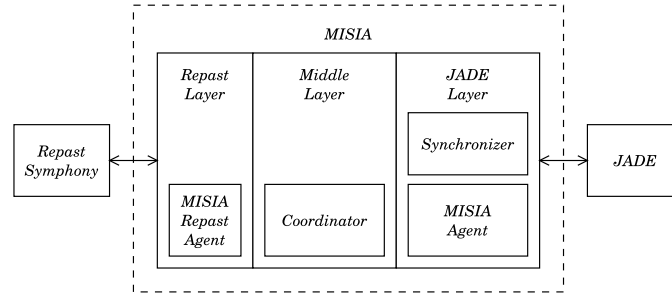 MISIA
Repast
Layer
Middle
Layer
JADE
Layer
Synchronizer
Repast
Symphony
JADE
MISIA
Repast
Agent
Coordinator
MISIA
Agent